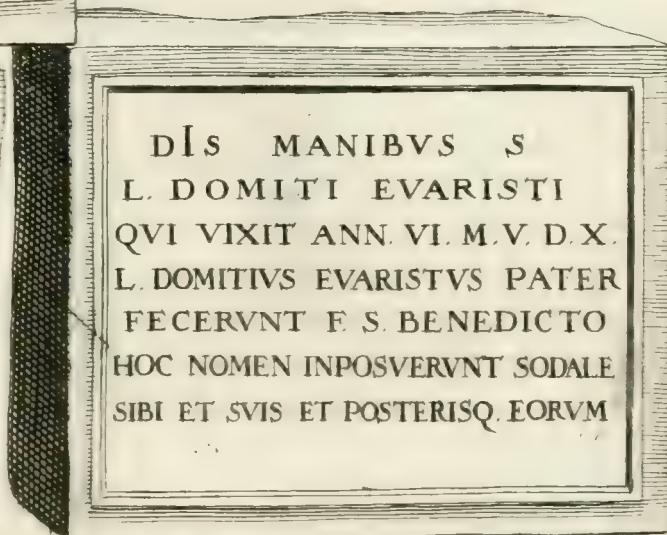 DIS MANIBVS S
L. DOMITI EVARISTI
QVI VIXIT ANN. VI. M. V. D. X.
L. DOMITIVS EVARISTVS PATER
FECERVNT F. S. BENEDICTO
HOC NOMEN INPOSVERVNT SODALE
SIBI ET SVIS ET POSTERISQ. EORVM